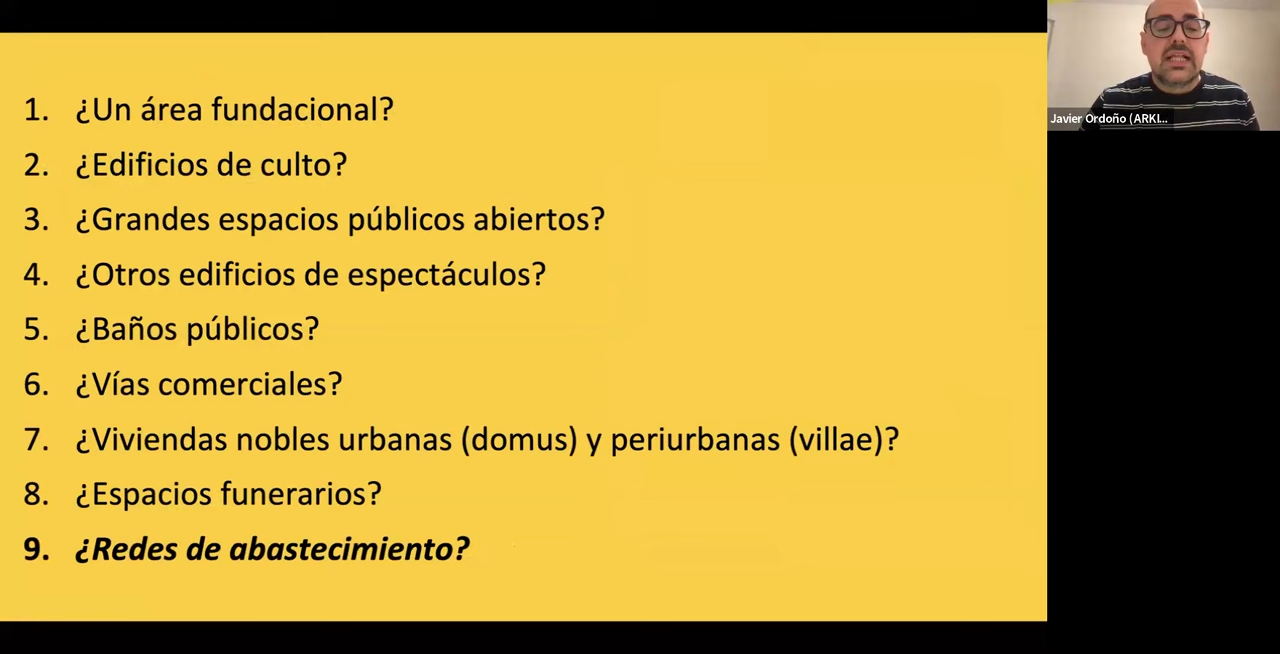 1. ¿Un área fundacional?
2. ¿Edificios de culto?
3. ¿Grandes espacios públicos abiertos?
4. ¿Otros edificios de espectáculos?
5. ¿Baños públicos?
6. ¿Vías comerciales?
7. ¿Viviendas nobles urbanas (domus) y periurbanas (villae)?
8. ¿Espacios funerarios?
9. ¿Redes de abastecimiento?
Javier Ordoño (ARKI...